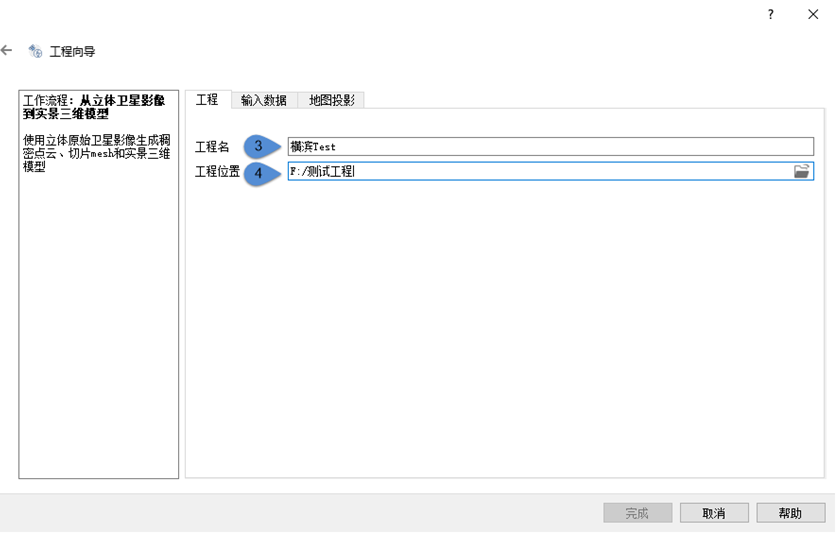 ?
工程向导
工作流程：从立体卫星影像
到实景三维模型
使用立体原始卫星影像生成稠
密点云、切片mesh和实景三维
模型
工程 输入数据 地图投影
工程名 3 横滨Test
工程位置 4 F:/测试工程
完成 取消 帮助